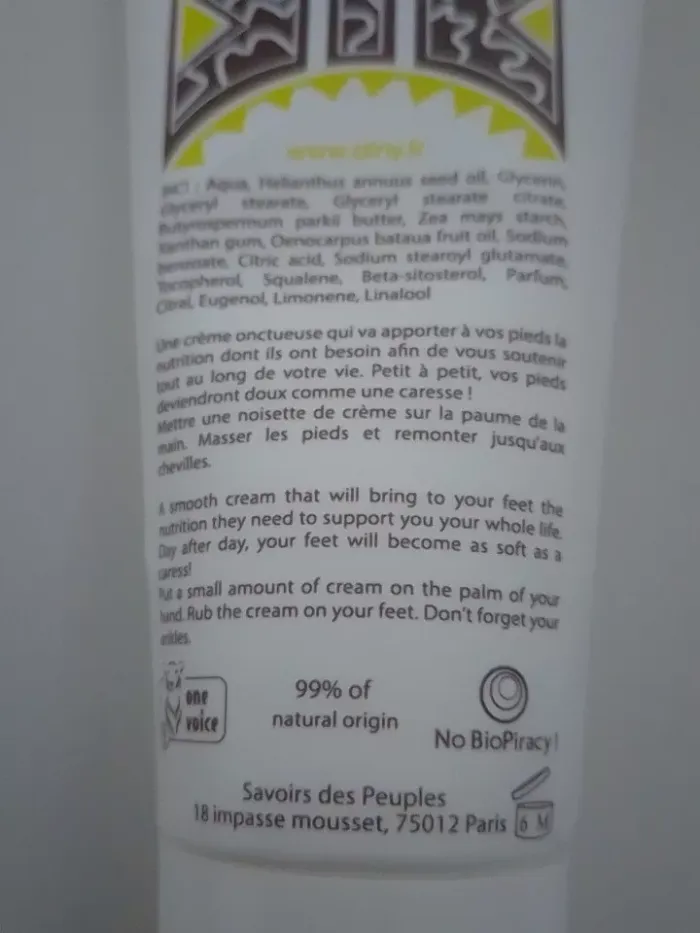 : Aqua, Helianthus annuus seed oil, Glycerin,
Glyceryl stearate, Glyceryl stearate citrate,
Butyrospermum parkii butter, Zea mays starch,
Xanthan gum, Oenocarpus bataua fruit oil, Sodium
benzoate, Citric acid, Sodium stearoyl glutamate,
Tocopherol, Squalene, Beta-sitosterol, Parfum,
Citral, Eugenol, Limonene, Linalool
Une crème onctueuse qui va apporter à vos pieds la
nutrition dont ils ont besoin afin de vous soutenir
tout au long de votre vie. Petit à petit, vos pieds
deviendront doux comme une caresse !
Mettre une noisette de crème sur la paume de la
main. Masser les pieds et remonter jusqu'aux
chevilles.
A smooth cream that will bring to your feet the
nutrition they need to support you your whole life.
Day after day, your feet will become as soft as a
caress!
Put a small amount of cream on the palm of your
hand. Rub the cream on your feet. Don't forget your
ankles.
one
voice
99% of
natural origin
No BioPiracy!
Savoirs des Peuples
18 impasse mousset, 75012 Paris
6 M